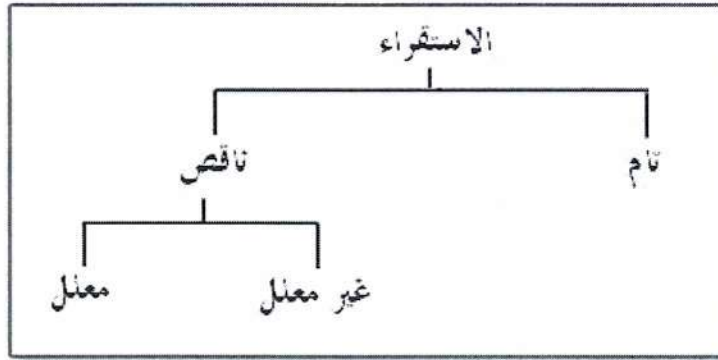 الاستقراء
تام
ناقص
غير معلل
معلل